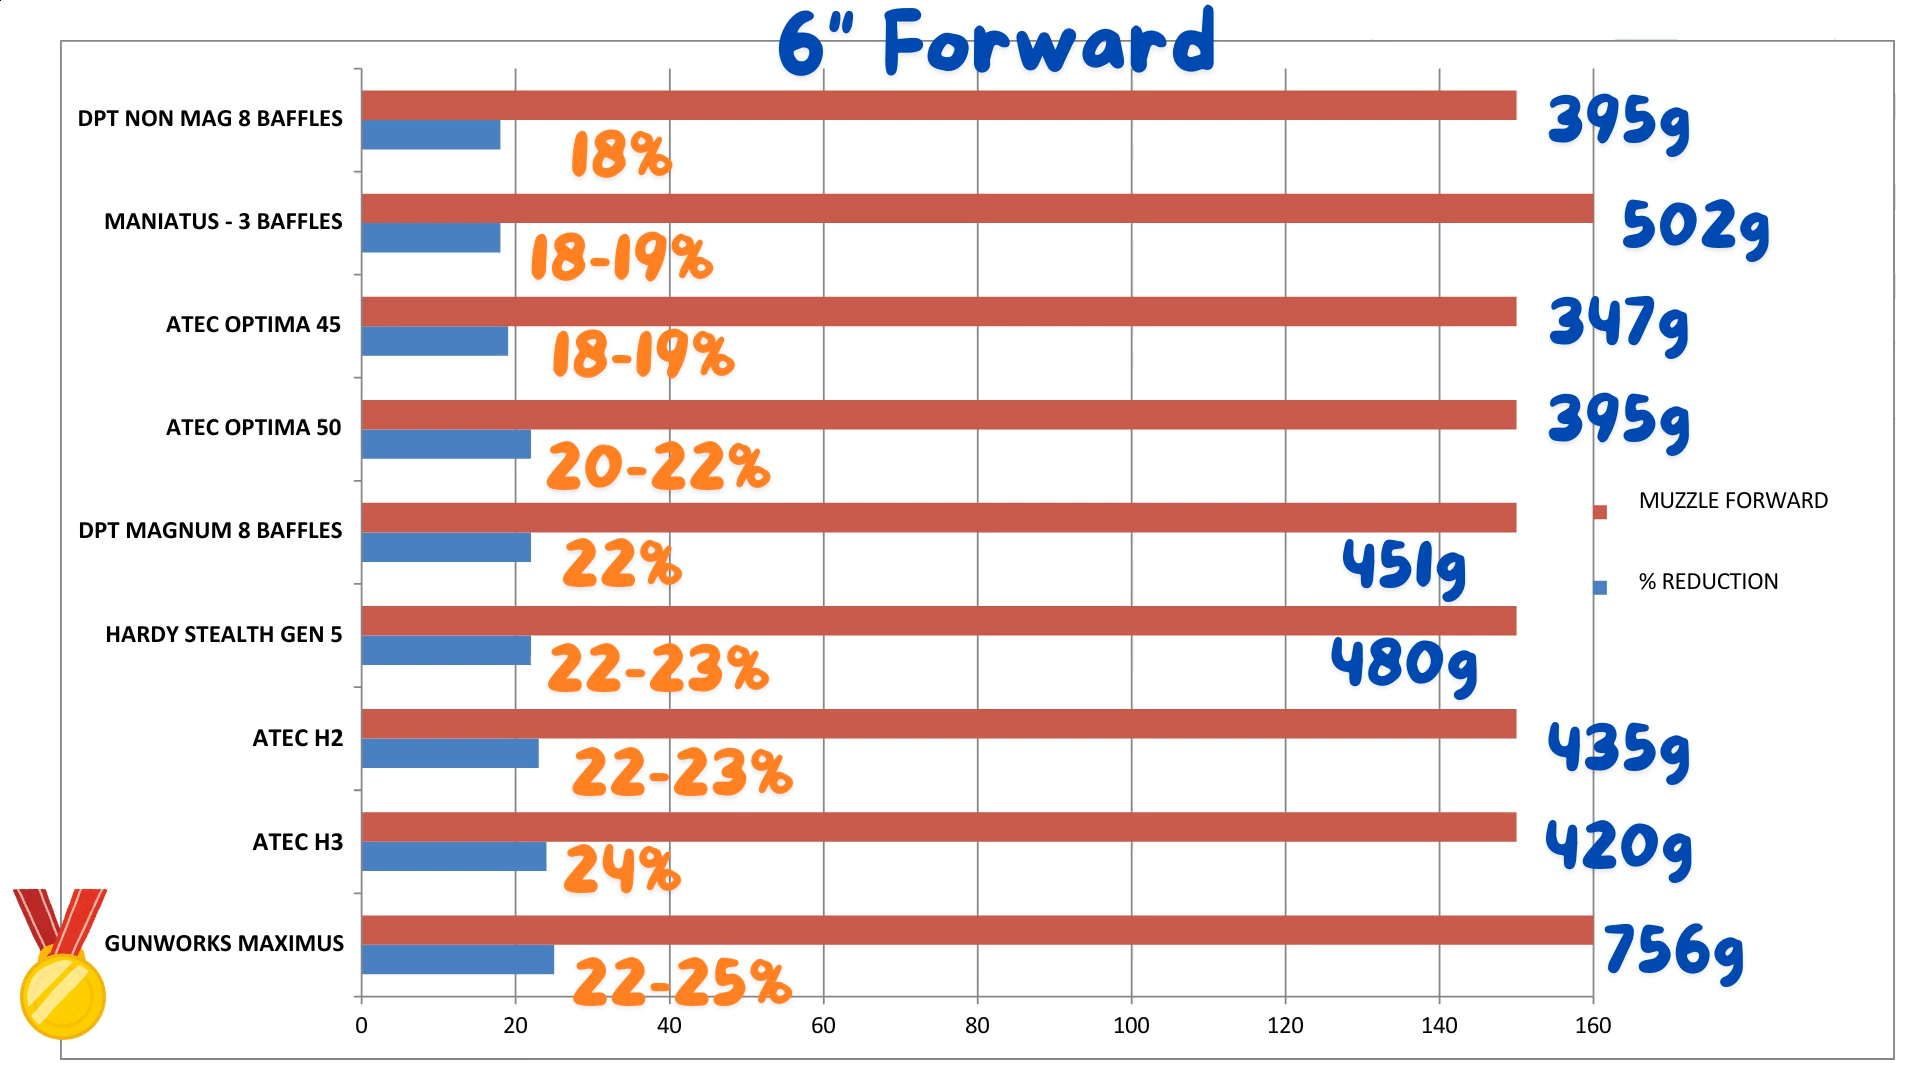 6" Forward
DPT NON MAG 8 BAFFLES
395g
18%
MANIATUS - 3 BAFFLES
502g
18-19%
ATEC OPTIMA 45
347g
18-19%
ATEC OPTIMA 50
395g
20-22%
DPT MAGNUM 8 BAFFLES
451g
22%
MUZZLE FORWARD
% REDUCTION
HARDY STEALTH GEN 5
480g
22-23%
ATEC H2
435g
22-23%
ATEC H3
420g
24%
GUNWORKS MAXIMUS
756g
22-25%
0 20 40 60 80 100 120 140 160